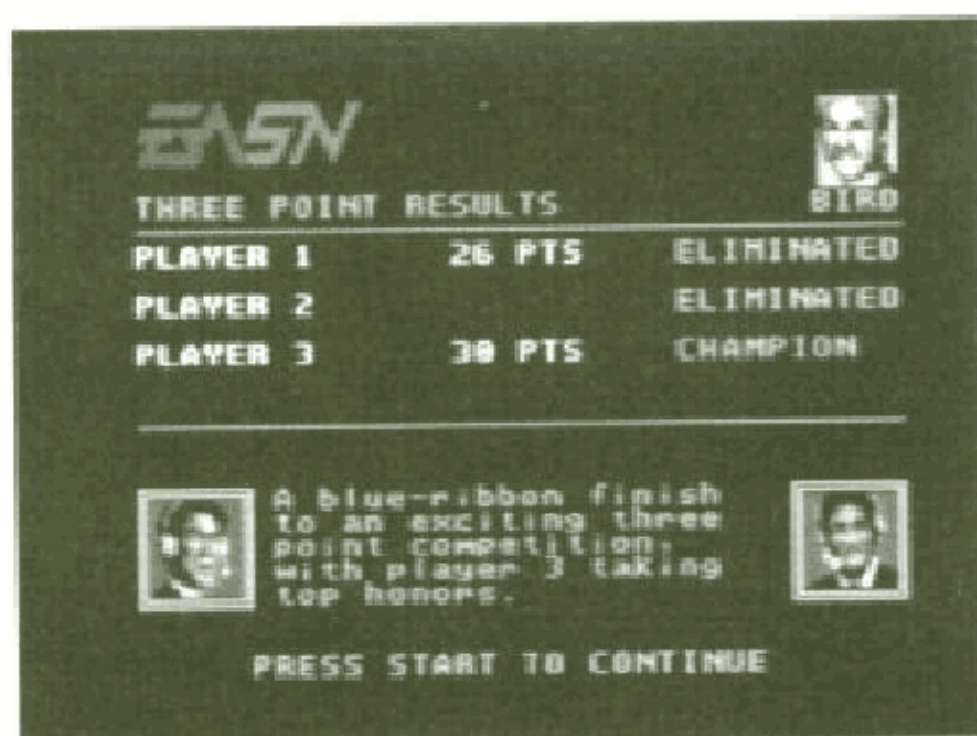 EASN
BIRD
THREE POINT RESULTS
PLAYER 1 26 PTS ELIMINATED
PLAYER 2 ELIMINATED
PLAYER 3 30 PTS CHAMPION
A blue-ribbon finish
to an exciting three
point competition,
with player 3 taking
top honors.
PRESS START TO CONTINUE